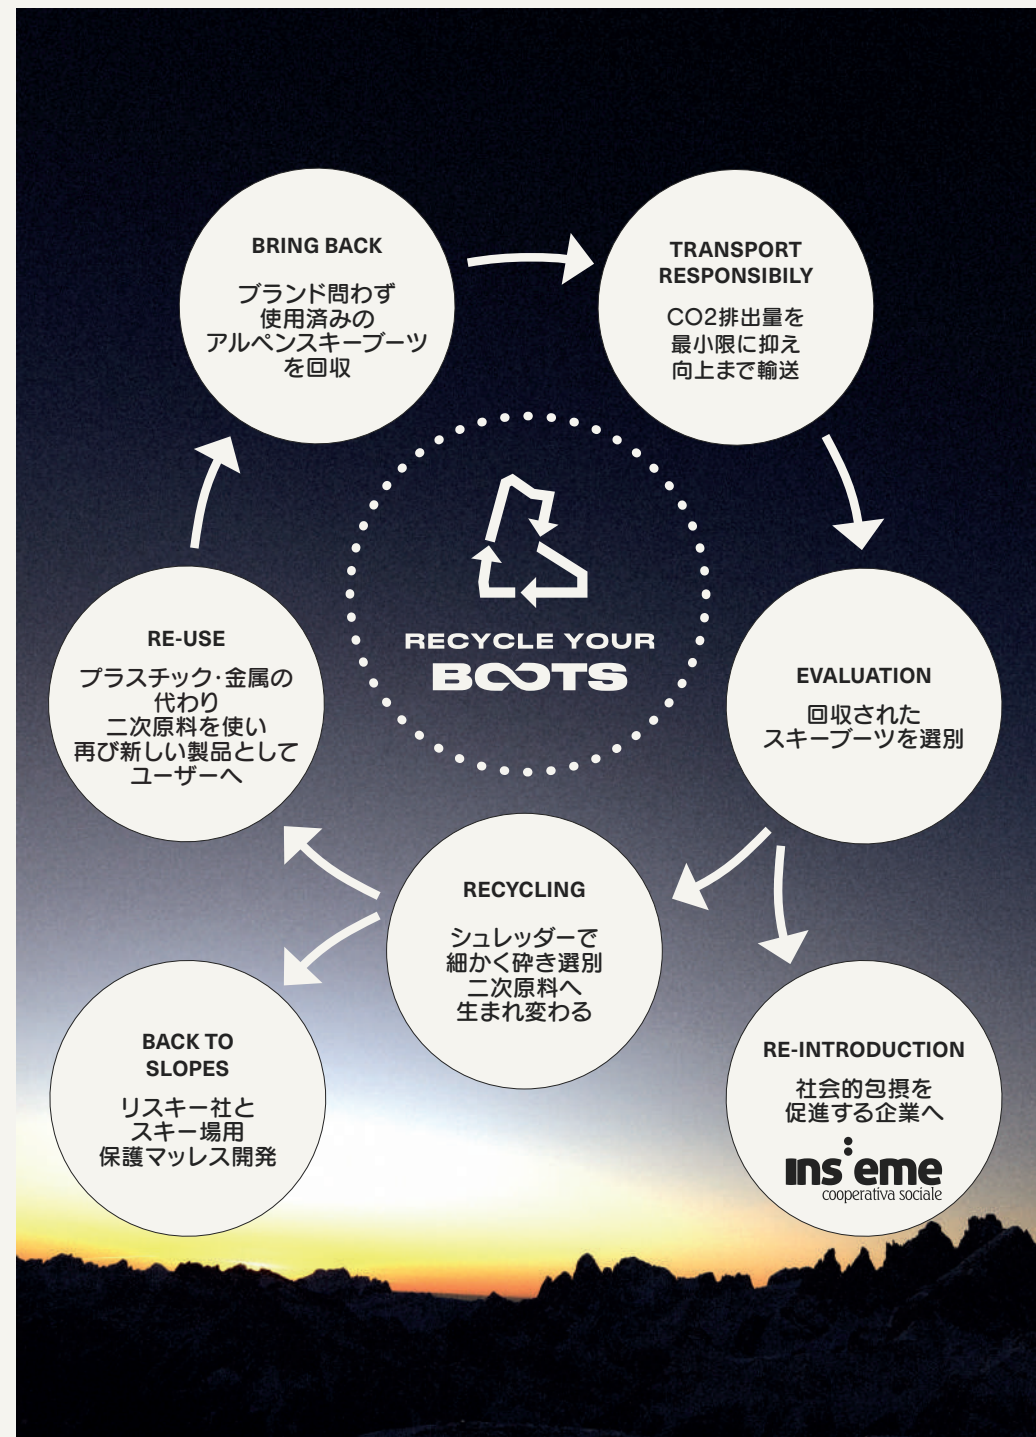 BRING BACK
ブランド問わず
使用済みの
アルペンスキーブーツ
を回収
TRANSPORT
RESPONSIBILY
CO2排出量を
最小限に抑え
向上まで輸送
RECYCLE YOUR
BOOTS
RE-USE
プラスチック・金属の
代わり
二次原料を使い
再び新しい製品として
ユーザーへ
EVALUATION
回収された
スキーブーツを選別
RECYCLING
シュレッダーで
細かく砕き選別
二次原料へ
生まれ変わる
BACK TO
SLOPES
リスキー社と
スキー場用
保護マッレス開発
RE-INTRODUCTION
社会的包摂を
促進する企業へ
insieme
cooperativa sociale